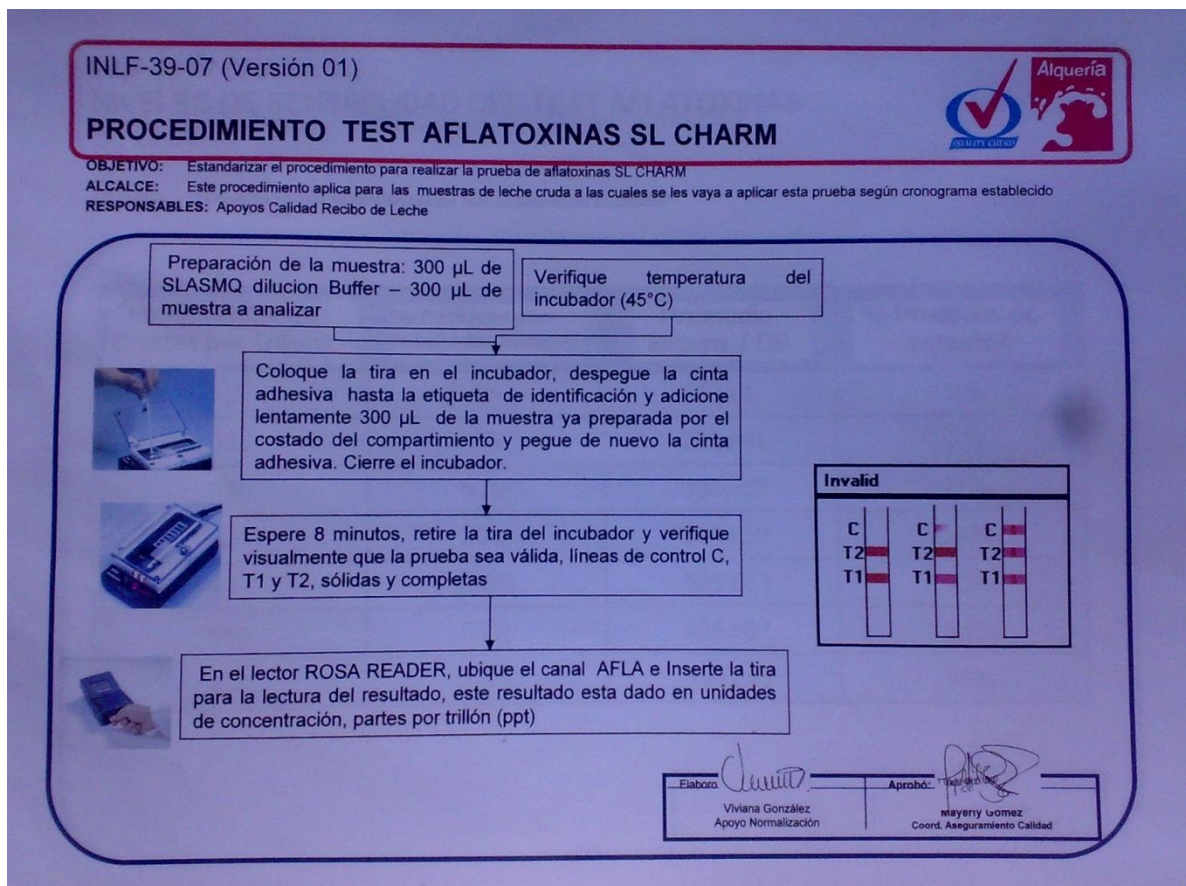 INLF-39-07 (Versión 01)
PROCEDIMIENTO TEST AFLATOXINAS SL CHARM
Alquería
QUALITY CHEKD
OBJETIVO: Estandarizar el procedimiento para realizar la prueba de aflatoxinas SL CHARM
ALCALCE: Este procedimiento aplica para las muestras de leche cruda a las cuales se les vaya a aplicar esta prueba según cronograma establecido
RESPONSABLES: Apoyos Calidad Recibo de Leche
Preparación de la muestra: 300 µL de
SLASMQ dilucion Buffer – 300 µL de
muestra a analizar
Verifique temperatura del
incubador (45°C)
Coloque la tira en el incubador, despegue la cinta
adhesiva hasta la etiqueta de identificación y adicione
lentamente 300 µL de la muestra ya preparada por el
costado del compartimiento y pegue de nuevo la cinta
adhesiva. Cierre el incubador.
Espere 8 minutos, retire la tira del incubador y verifique
visualmente que la prueba sea válida, líneas de control C,
T1 y T2, sólidas y completas
Invalid
C C C
T2 T2 T2
T1 T1 T1
En el lector ROSA READER, ubique el canal AFLA e Inserte la tira
para la lectura del resultado, este resultado esta dado en unidades
de concentración, partes por trillón (ppt)
Elaboro
Viviana González
Apoyo Normalización
Aprobó:
Mayerly Gomez
Coord. Aseguramiento Calidad